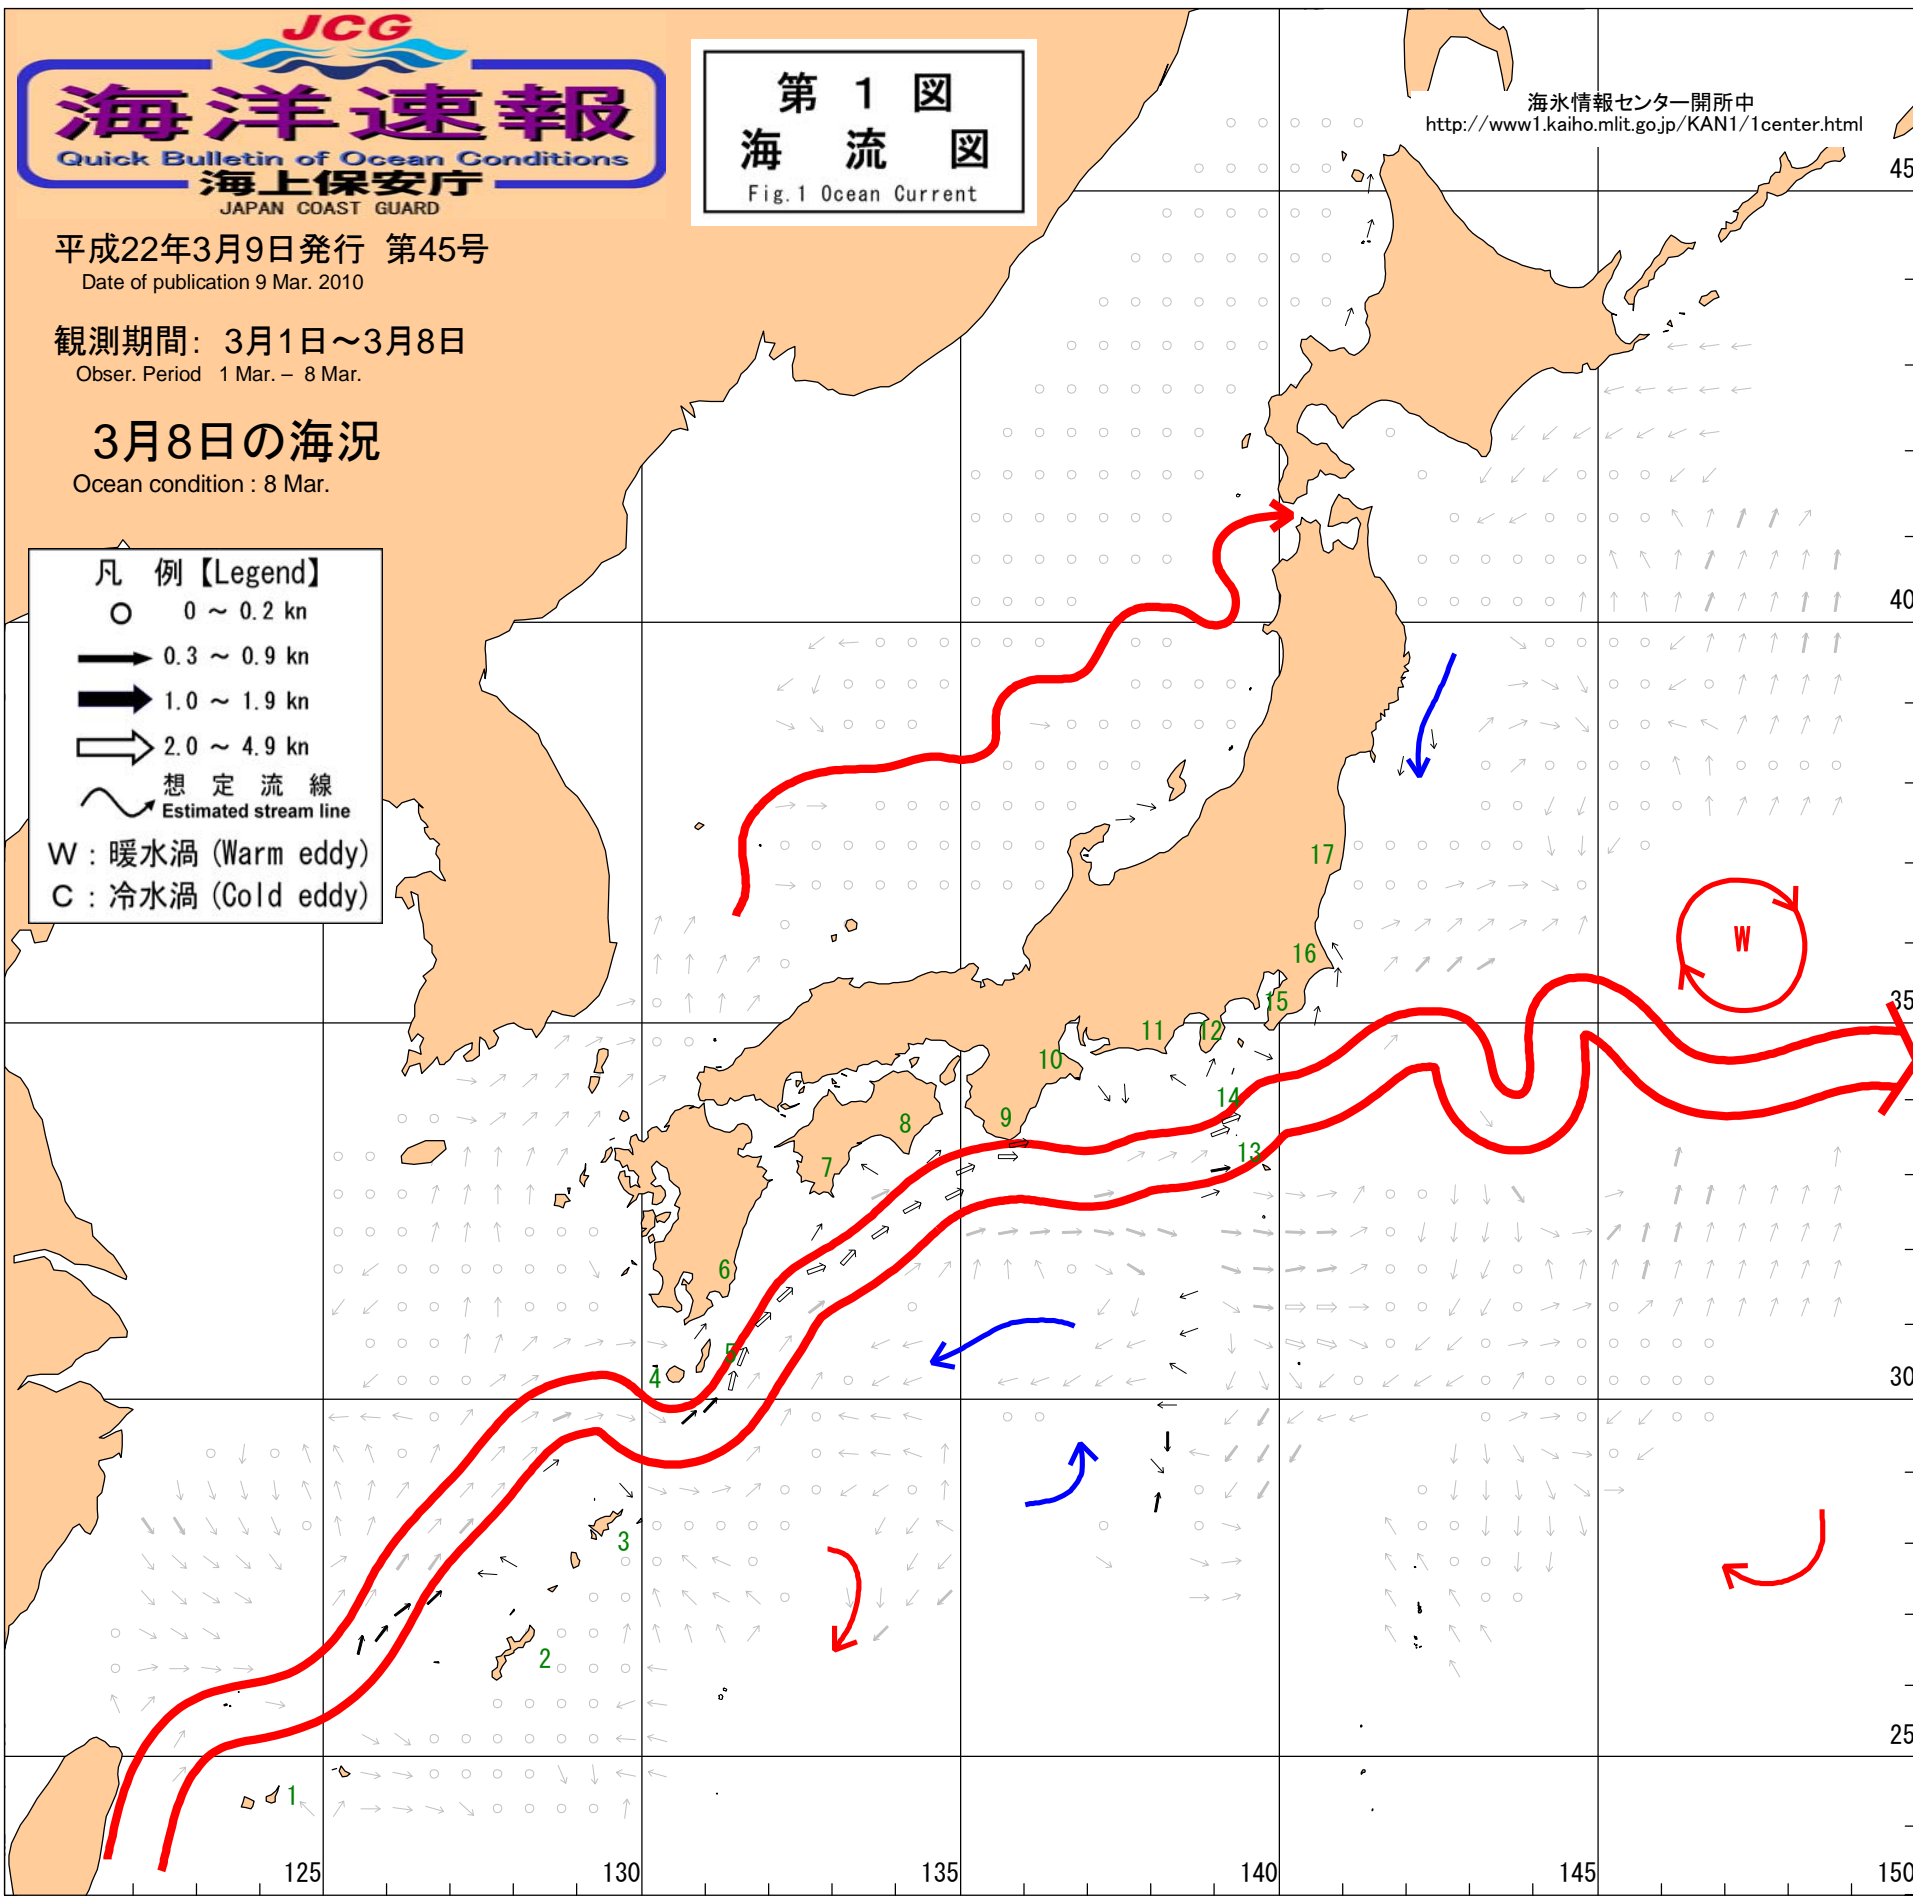 JCG
海洋速報
Quick Bulletin of Ocean Conditions
海上保安庁
JAPAN COAST GUARD
第 1 図
海 流 図
Fig.1 Ocean Current
海氷情報センター開所中
http://www1.kaiho.mlit.go.jp/KAN1/1center.html
平成22年3月9日発行 第45号
Date of publication 9 Mar. 2010
観測期間: 3月1日～3月8日
Obser. Period 1 Mar. – 8 Mar.
3月8日の海況
Ocean condition : 8 Mar.
凡 例【Legend】
0 ～ 0.2 kn
0.3 ～ 0.9 kn
1.0 ～ 1.9 kn
2.0 ～ 4.9 kn
想 定 流 線
Estimated stream line
W : 暖水渦 (Warm eddy)
C : 冷水渦 (Cold eddy)
45
40
17
W
16
15
35
11
12
10
14
9
8
13
7
6
5
4
30
3
2
25
1
125
130
135
140
145
150